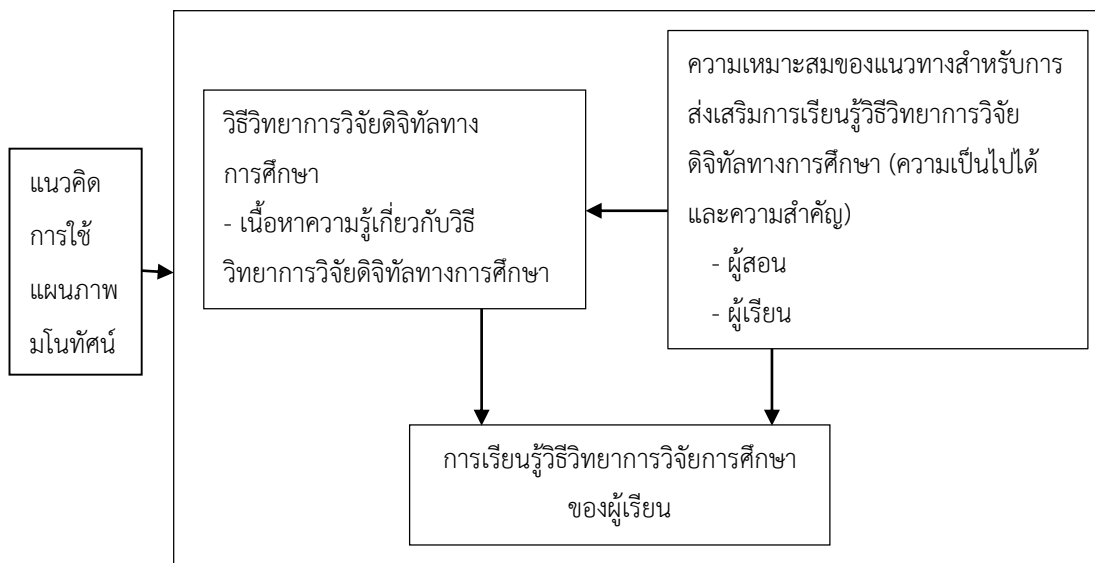 แนวคิด
การใช้
แผนภาพ
มโนทัศน์
วิธีวิทยาการวิจัยดิจิทัลทาง
การศึกษา
- เนื้อหาความรู้เกี่ยวกับวิธี
วิทยาการวิจัยดิจิทัลทางการศึกษา
ความเหมาะสมของแนวทางสำหรับการ
ส่งเสริมการเรียนรู้วิธีวิทยาการวิจัย
ดิจิทัลทางการศึกษา (ความเป็นไปได้
และความสำคัญ)
- ผู้สอน
- ผู้เรียน
การเรียนรู้วิธีวิทยาการวิจัยการศึกษา
ของผู้เรียน